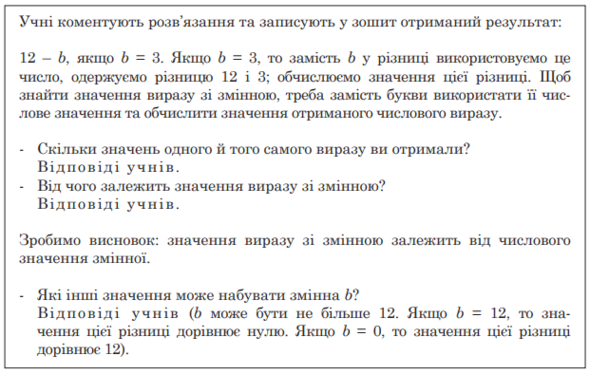 Учні коментують розв'язання та записують у зошит отриманий результат:
12 – b, якщо b = 3. Якщо b = 3, то замість b у різниці використовуємо це
число, одержуємо різницю 12 і 3; обчислюємо значення цієї різниці. Щоб
знайти значення виразу зі змінною, треба замість букви використати її чис-
лове значення та обчислити значення отриманого числового виразу.
- Скільки значень одного й того самого виразу ви отримали?
Відповіді учнів.
- Від чого залежить значення виразу зі змінною?
Відповіді учнів.
Зробимо висновок: значення виразу зі змінною залежить від числового
значення змінної.
- Які інші значення може набувати змінна b?
Відповіді учнів (b може бути не більше 12. Якщо b = 12, то зна-
чення цієї різниці дорівнює нулю. Якщо b = 0, то значення цієї різниці
дорівнює 12).